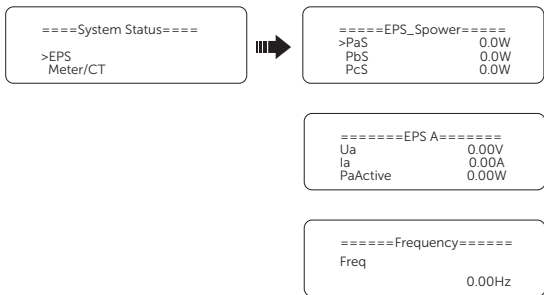 ====System Status====
>EPS
Meter/CT
=====EPS_Spower=====
>PaS 0.0W
PbS 0.0W
PcS 0.0W
=======EPS A=======
Ua 0.00V
Ia 0.00A
PaActive 0.00W
======Frequency======
Freq
0.00Hz